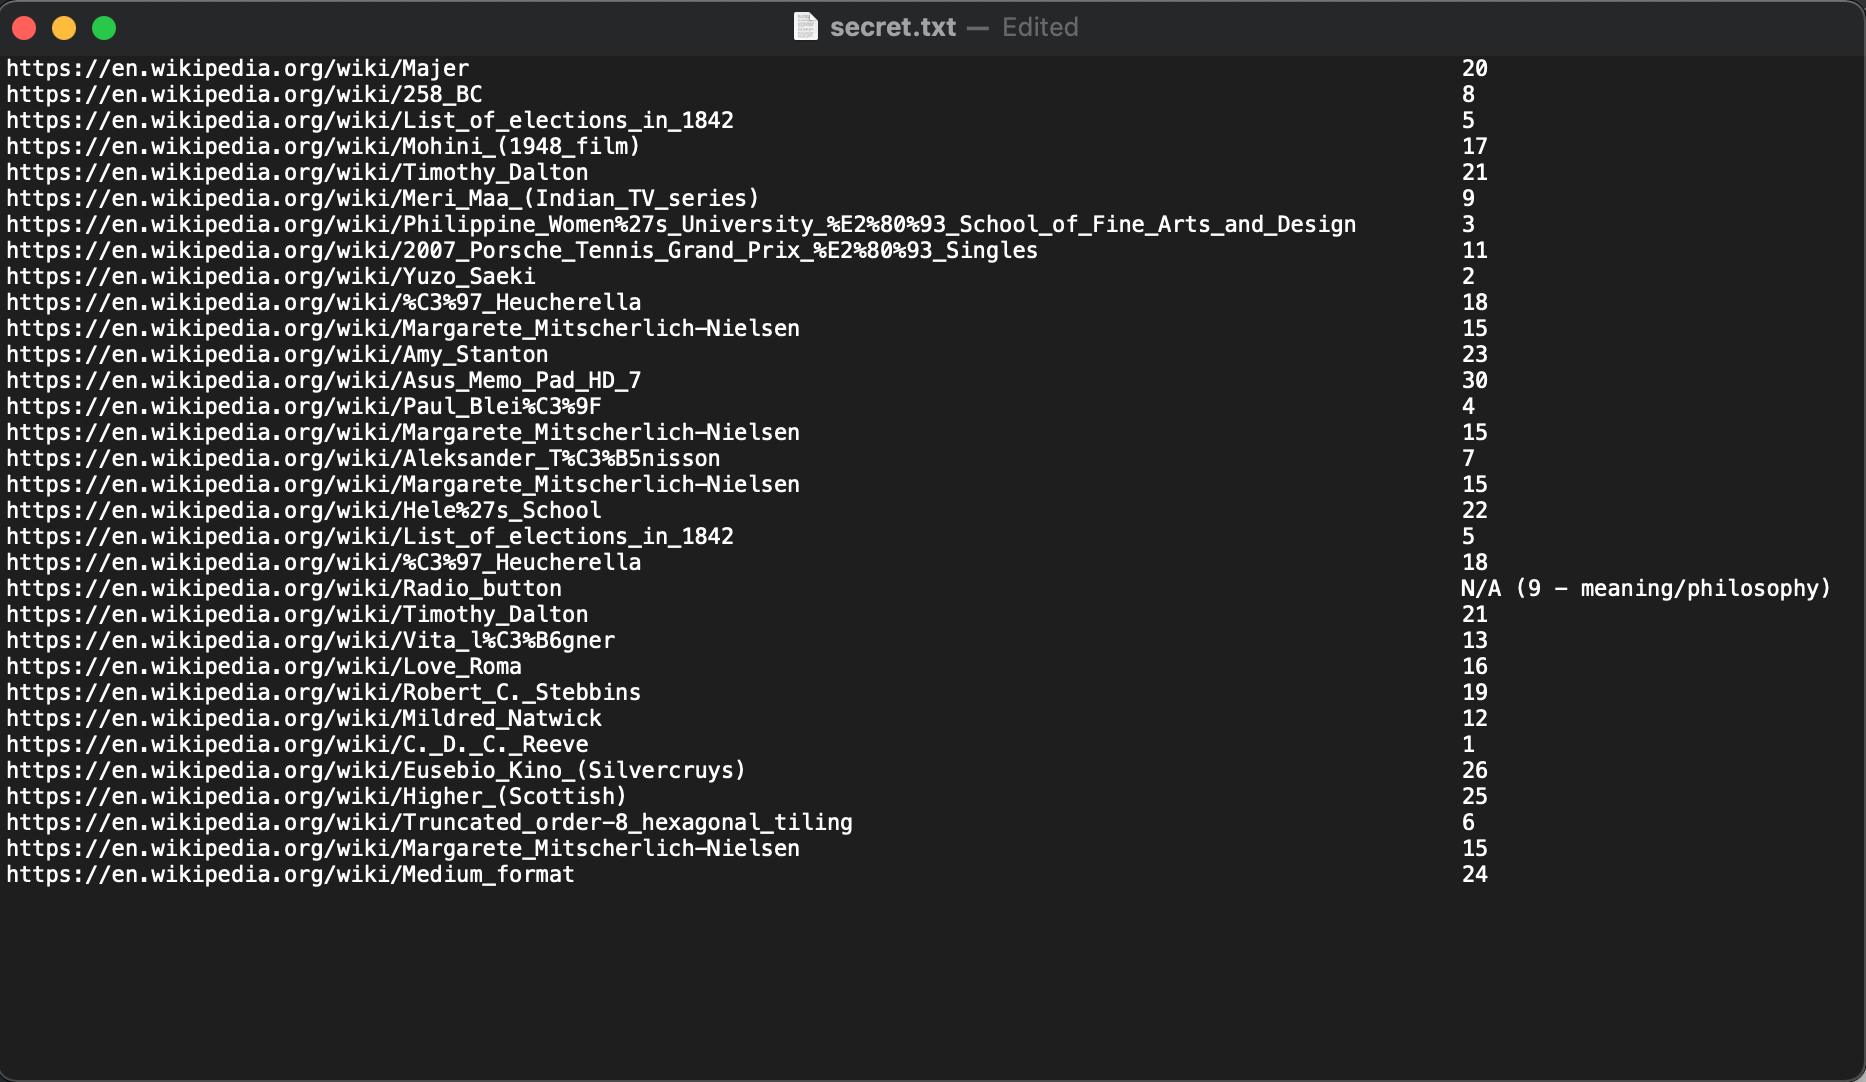 secret.txt — Edited
https://en.wikipedia.org/wiki/Majer 20
https://en.wikipedia.org/wiki/258_BC 8
https://en.wikipedia.org/wiki/List_of_elections_in_1842 5
https://en.wikipedia.org/wiki/Mohini_(1948_film) 17
https://en.wikipedia.org/wiki/Timothy_Dalton 21
https://en.wikipedia.org/wiki/Meri_Maa_(Indian_TV_series) 9
https://en.wikipedia.org/wiki/Philippine_Women%27s_University_%E2%80%93_School_of_Fine_Arts_and_Design 3
https://en.wikipedia.org/wiki/2007_Porsche_Tennis_Grand_Prix_%E2%80%93_Singles 11
https://en.wikipedia.org/wiki/Yuzo_Saeki 2
https://en.wikipedia.org/wiki/%C3%97_Heucherella 18
https://en.wikipedia.org/wiki/Margarete_Mitscherlich-Nielsen 15
https://en.wikipedia.org/wiki/Amy_Stanton 23
https://en.wikipedia.org/wiki/Asus_Memo_Pad_HD_7 30
https://en.wikipedia.org/wiki/Paul_Blei%C3%9F 4
https://en.wikipedia.org/wiki/Margarete_Mitscherlich-Nielsen 15
https://en.wikipedia.org/wiki/Aleksander_T%C3%B5nisson 7
https://en.wikipedia.org/wiki/Margarete_Mitscherlich-Nielsen 15
https://en.wikipedia.org/wiki/Hele%27s_School 22
https://en.wikipedia.org/wiki/List_of_elections_in_1842 5
https://en.wikipedia.org/wiki/%C3%97_Heucherella 18
https://en.wikipedia.org/wiki/Radio_button N/A (9 - meaning/philosophy)
https://en.wikipedia.org/wiki/Timothy_Dalton 21
https://en.wikipedia.org/wiki/Vita_l%C3%B6gner 13
https://en.wikipedia.org/wiki/Love_Roma 16
https://en.wikipedia.org/wiki/Robert_C._Stebbins 19
https://en.wikipedia.org/wiki/Mildred_Natwick 12
https://en.wikipedia.org/wiki/C._D._C._Reeve 1
https://en.wikipedia.org/wiki/Eusebio_Kino_(Silvercruys) 26
https://en.wikipedia.org/wiki/Higher_(Scottish) 25
https://en.wikipedia.org/wiki/Truncated_order-8_hexagonal_tiling 6
https://en.wikipedia.org/wiki/Margarete_Mitscherlich-Nielsen 15
https://en.wikipedia.org/wiki/Medium_format 24